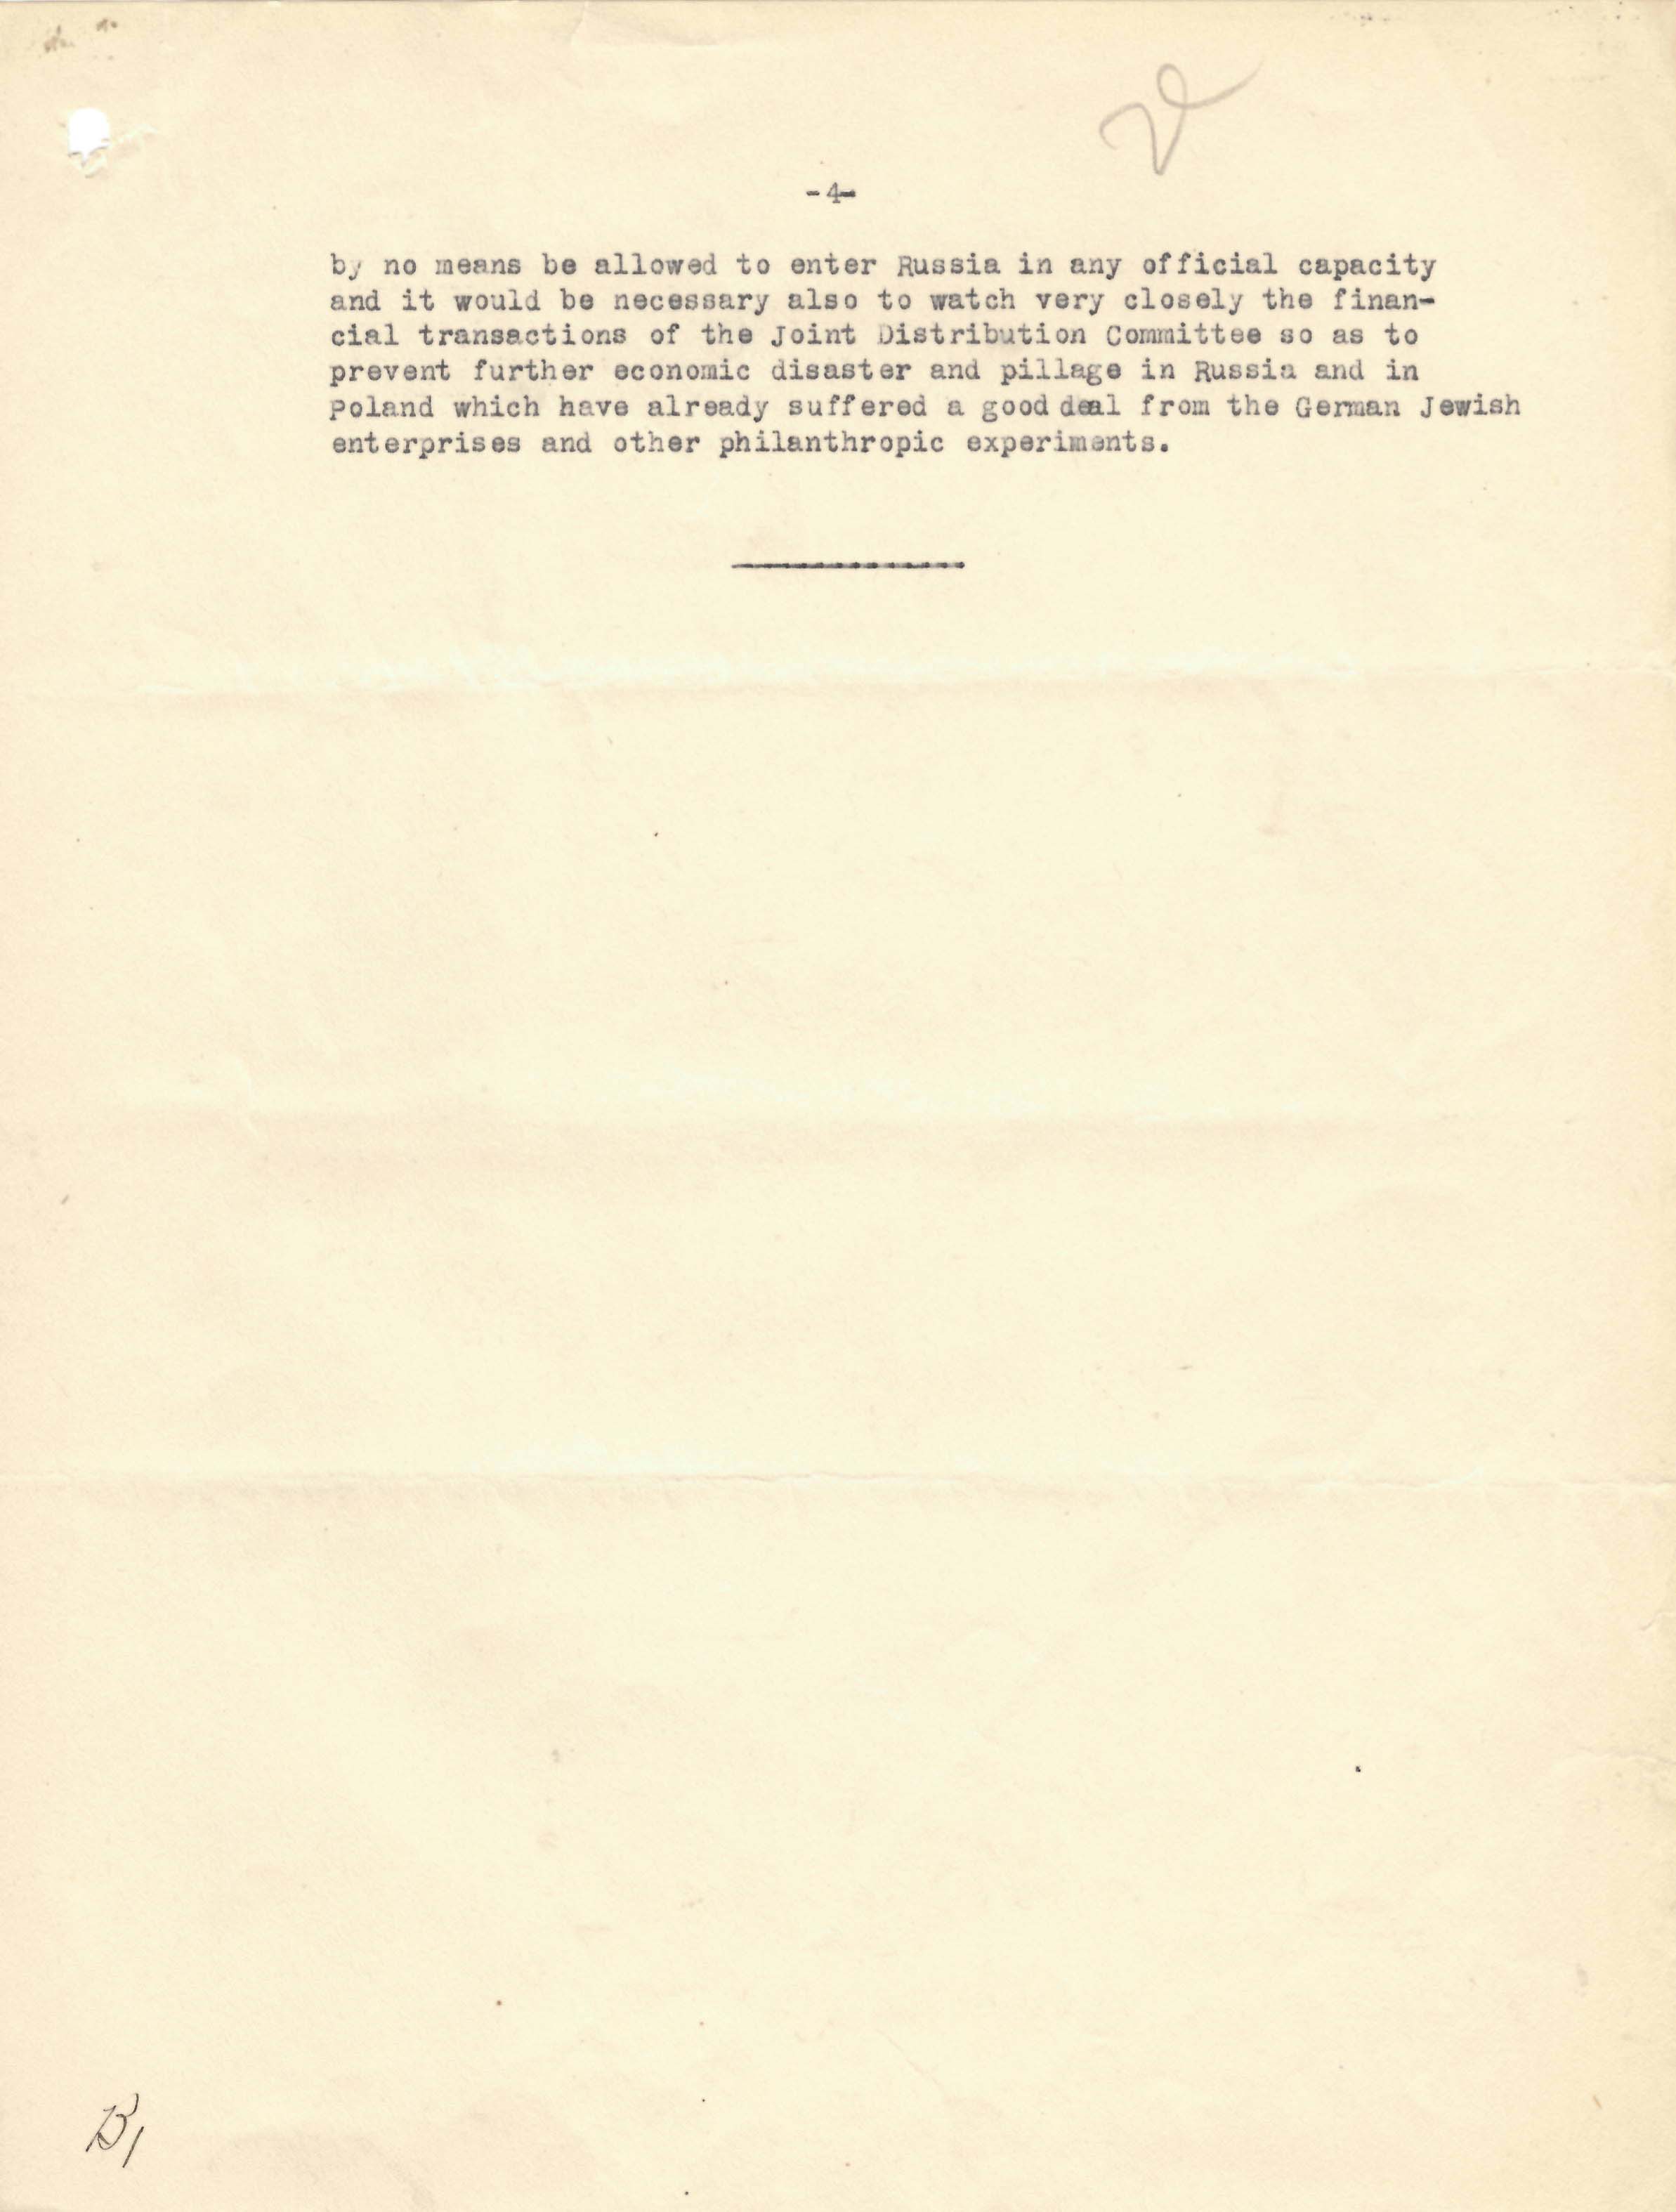 -4-
by no means be allowed to enter Russia in any official capacity
and it would be necessary also to watch very closely the finan-
cial transactions of the Joint Distribution Committee so as to
prevent further economic disaster and pillage in Russia and in
Poland which have already suffered a good deal from the German Jewish
enterprises and other philanthropic experiments.